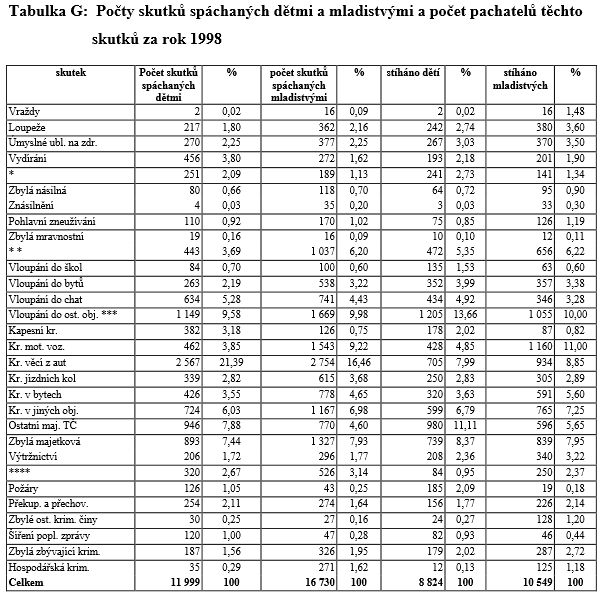 Tabulka G: Počty skutků spáchaných dětmi a mladistvými a počet pachatelů těchto
skutků za rok 1998
skutek Počet skutků spáchaných dětmi % počet skutků spáchaných mladistvými % stíháno dětí % stíháno mladistvých %
Vraždy 2 0,02 16 0,09 2 0,02 16 1,48
Loupeže 217 1,80 362 2,16 242 2,74 380 3,60
Úmyslné ubl. na zdr. 270 2,25 377 2,25 267 3,03 370 3,50
Vydírání 456 3,80 272 1,62 193 2,18 201 1,90
* 251 2,09 189 1,13 241 2,73 141 1,34
Zbylá násilná 80 0,66 118 0,70 64 0,72 95 0,90
Znásilnění 4 0,03 35 0,20 3 0,03 33 0,30
Pohlavní zneužívání 110 0,92 170 1,02 75 0,85 126 1,19
Zbylá mravnostní 19 0,16 16 0,09 10 0,10 12 0,11
* * 443 3,69 1 037 6,20 472 5,35 656 6,22
Vloupání do škol 84 0,70 100 0,60 135 1,53 63 0,60
Vloupání do bytů 263 2,19 538 3,22 352 3,99 357 3,38
Vloupání do chat 634 5,28 741 4,43 434 4,92 346 3,28
Vloupání do ost. obj. *** 1 149 9,58 1 669 9,98 1 205 13,66 1 055 10,00
Kapesní kr. 382 3,18 126 0,75 178 2,02 87 0,82
Kr. mot. voz. 462 3,85 1 543 9,22 428 4,85 1 160 11,00
Kr. věcí z aut 2 567 21,39 2 754 16,46 705 7,99 934 8,85
Kr. jízdních kol 339 2,82 615 3,68 250 2,83 305 2,89
Kr. v bytech 426 3,55 778 4,65 320 3,63 591 5,60
Kr. v jiných obj. 724 6,03 1 167 6,98 599 6,79 765 7,25
Ostatní maj. TČ 946 7,88 770 4,60 980 11,11 596 5,65
Zbylá majetková 893 7,44 1 327 7,93 739 8,37 839 7,95
Výtržnictví 206 1,72 296 1,77 208 2,36 340 3,22
**** 320 2,67 526 3,14 84 0,95 250 2,37
Požáry 126 1,05 43 0,25 185 2,09 19 0,18
Překup. a přechov. 254 2,11 274 1,64 156 1,77 226 2,14
Zbylé ost. krim. činy 30 0,25 27 0,16 24 0,27 128 1,20
Šíření popl. zprávy 120 1,00 47 0,28 82 0,93 46 0,44
Zbylá zbývající krim. 187 1,56 326 1,95 179 2,02 287 2,72
Hospodářská krim. 35 0,29 271 1,62 12 0,13 125 1,18
Celkem 11 999 100 16 730 100 8 824 100 10 549 100